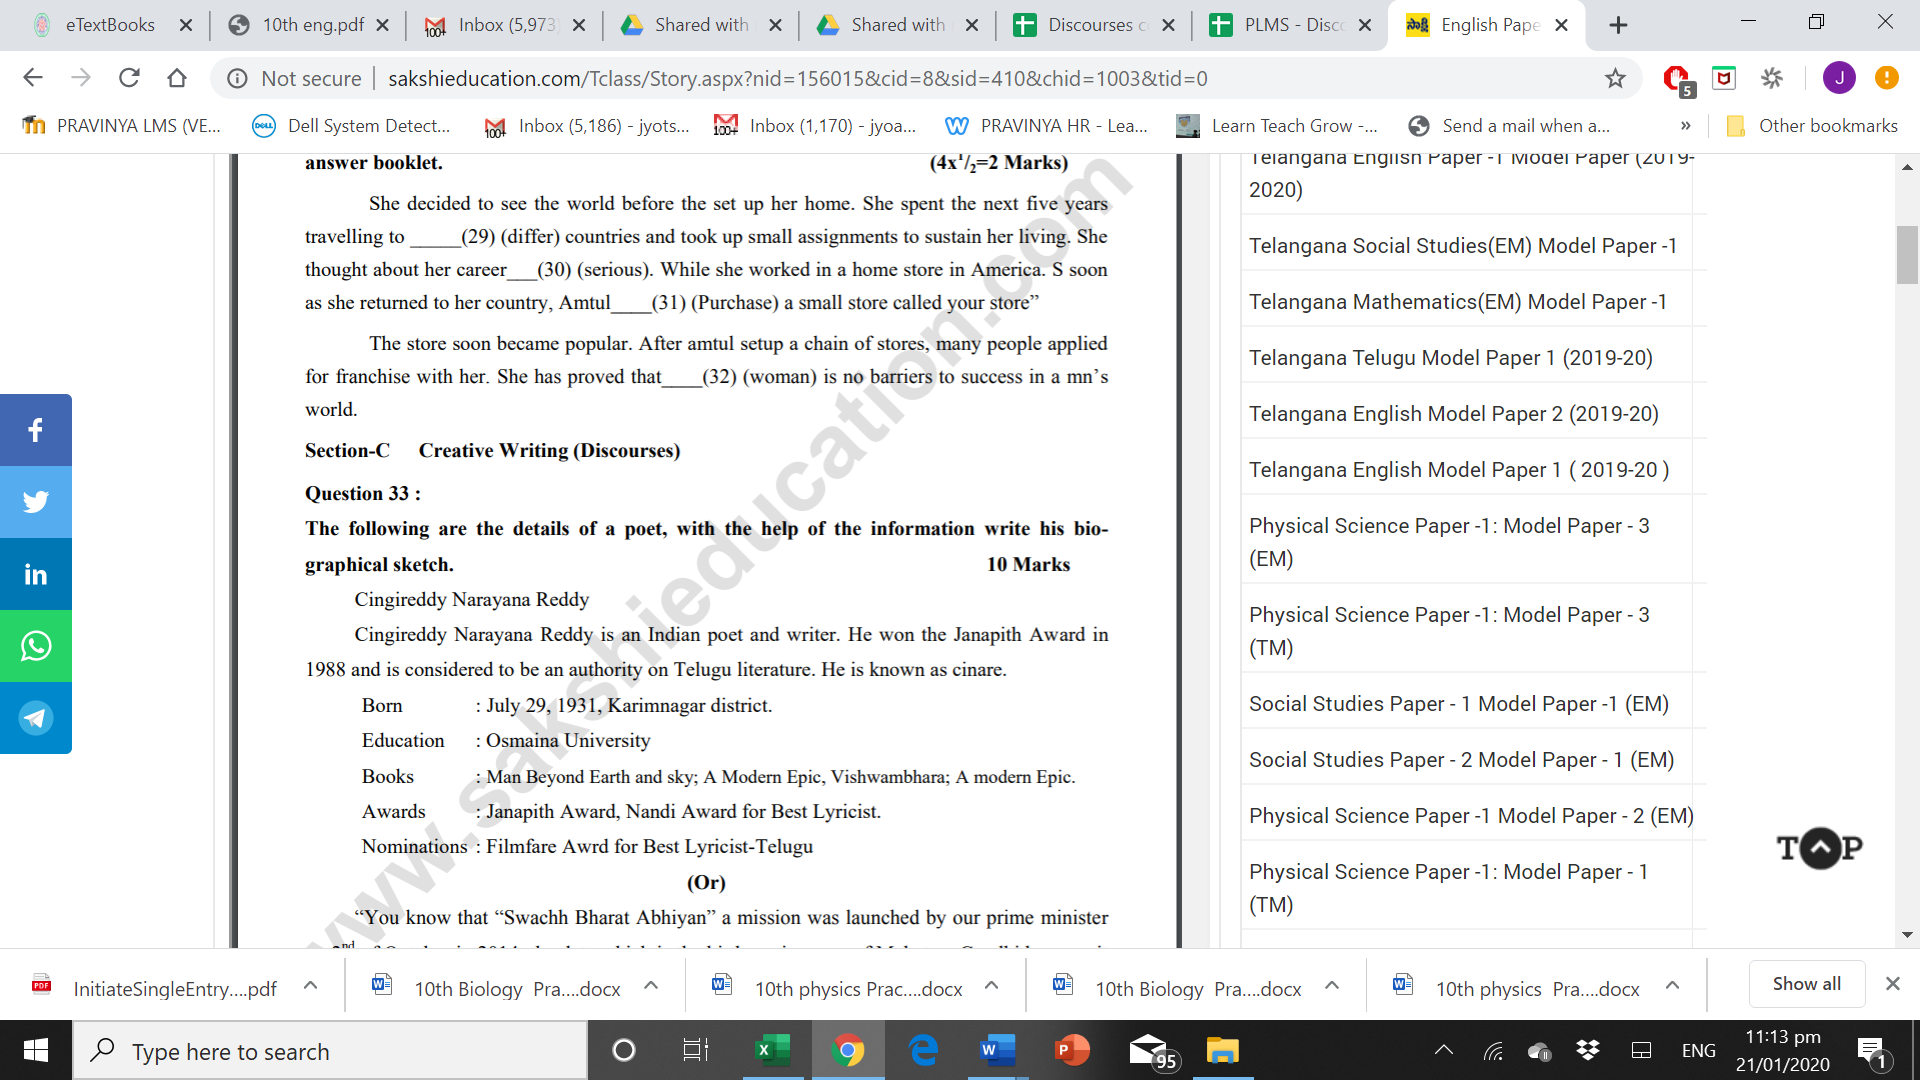 eTextBooks
10th eng.pdf
Inbox (5,973
Shared with
Shared with
Discourses c
PLMS - Disc
English Pape
Not secure | sakshieducation.com/Tclass/Story.aspx?nid=156015&cid=8&sid=410&chid=1003&tid=0
5
J
PRAVINYA LMS (VE...
Dell System Detect...
Inbox (5,186) - jyots...
Inbox (1,170) - jyoa...
PRAVINYA HR - Lea...
Learn Teach Grow -...
Send a mail when a...
»
Other bookmarks
answer booklet. (4x1/2=2 Marks)
She decided to see the world before the set up her home. She spent the next five years
travelling to _____(29) (differ) countries and took up small assignments to sustain her living. She
thought about her career___(30) (serious). While she worked in a home store in America. S soon
as she returned to her country, Amtul____(31) (Purchase) a small store called your store”
The store soon became popular. After amtul setup a chain of stores, many people applied
for franchise with her. She has proved that____(32) (woman) is no barriers to success in a mn’s
world.
Section-C Creative Writing (Discourses)
Question 33 :
The following are the details of a poet, with the help of the information write his bio-
graphical sketch. 10 Marks
Cingireddy Narayana Reddy
Cingireddy Narayana Reddy is an Indian poet and writer. He won the Janapith Award in
1988 and is considered to be an authority on Telugu literature. He is known as cinare.
Born : July 29, 1931, Karimnagar district.
Education : Osmaina University
Books : Man Beyond Earth and sky; A Modern Epic, Vishwambhara; A modern Epic.
Awards : Janapith Award, Nandi Award for Best Lyricist.
Nominations : Filmfare Awrd for Best Lyricist-Telugu
(Or)
“You know that “Swachh Bharat Abhiyan” a mission was launched by our prime minister
www.sakshieducation.com
Telangana English Paper -1 Model Paper (2019-
2020)
Telangana Social Studies(EM) Model Paper -1
Telangana Mathematics(EM) Model Paper -1
Telangana Telugu Model Paper 1 (2019-20)
Telangana English Model Paper 2 (2019-20)
Telangana English Model Paper 1 ( 2019-20 )
Physical Science Paper -1: Model Paper - 3
(EM)
Physical Science Paper -1: Model Paper - 3
(TM)
Social Studies Paper - 1 Model Paper -1 (EM)
Social Studies Paper - 2 Model Paper - 1 (EM)
Physical Science Paper -1 Model Paper - 2 (EM)
Physical Science Paper -1: Model Paper - 1
(TM)
TOP
InitiateSingleEntry....pdf
10th Biology Pra....docx
10th physics Prac....docx
10th Biology Pra....docx
10th physics Pra....docx
Show all
Type here to search
95
ENG
11:13 pm
21/01/2020
1